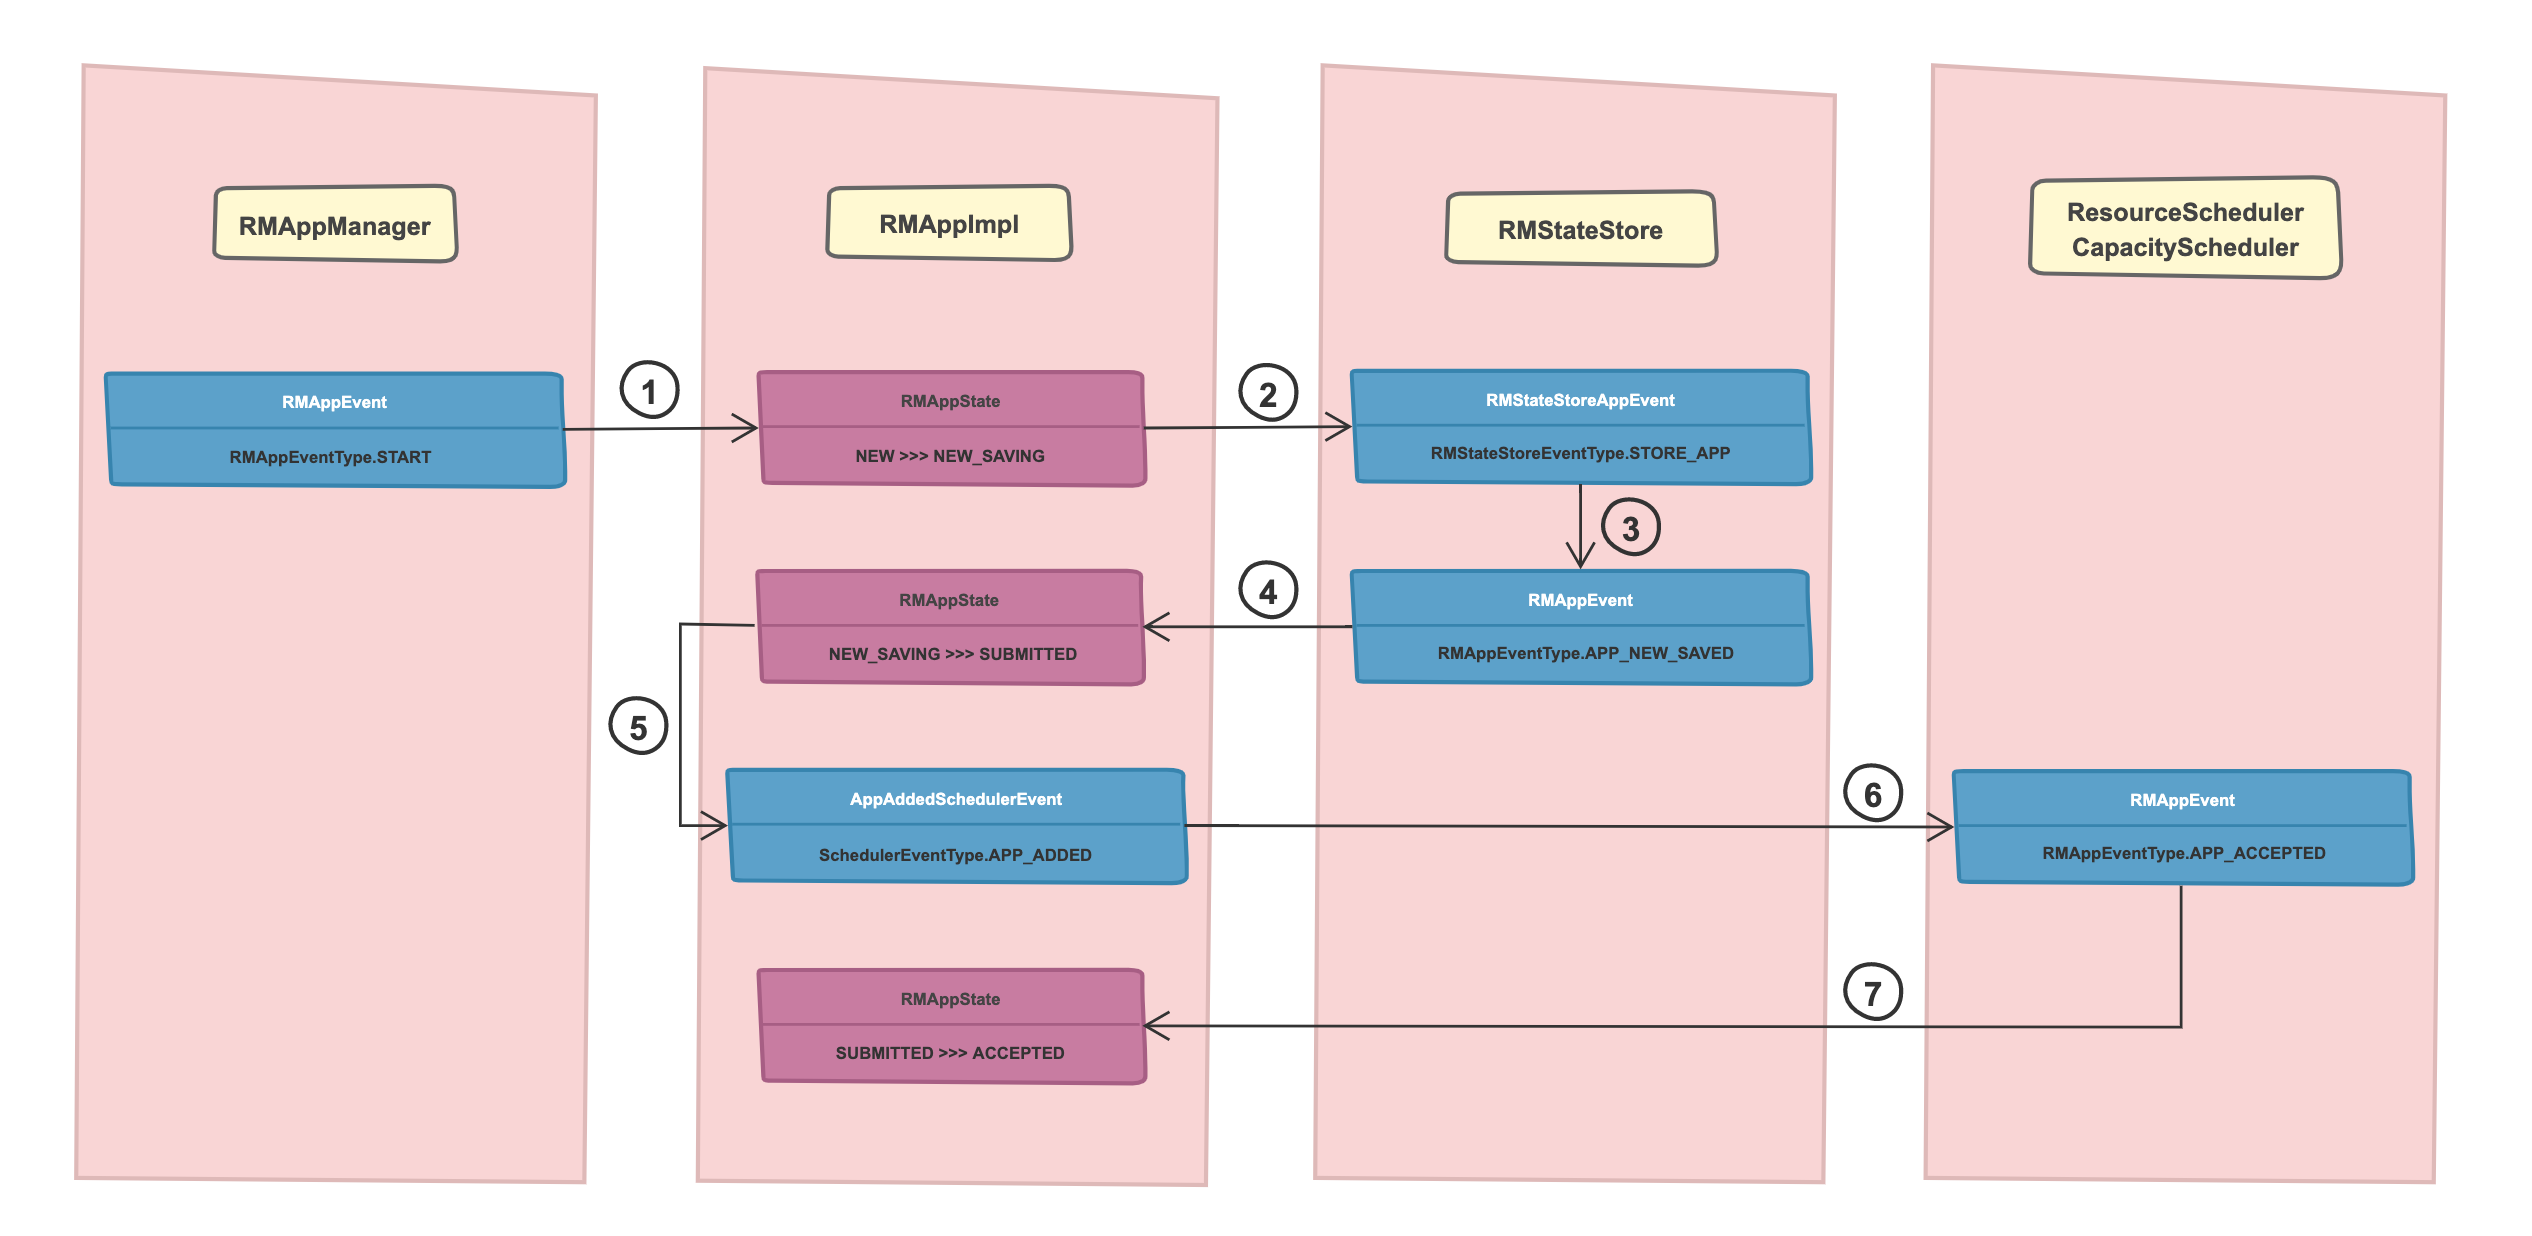 RMAppManager
RMAppImpl
RMStateStore
ResourceScheduler
CapacityScheduler
RMAppEvent
RMAppEventType.START
1
RMAppState
NEW >>> NEW_SAVING
2
RMStateStoreAppEvent
RMStateStoreEventType.STORE_APP
3
RMAppEvent
RMAppEventType.APP_NEW_SAVED
4
RMAppState
NEW_SAVING >>> SUBMITTED
5
AppAddedSchedulerEvent
SchedulerEventType.APP_ADDED
6
RMAppEvent
RMAppEventType.APP_ACCEPTED
7
RMAppState
SUBMITTED >>> ACCEPTED